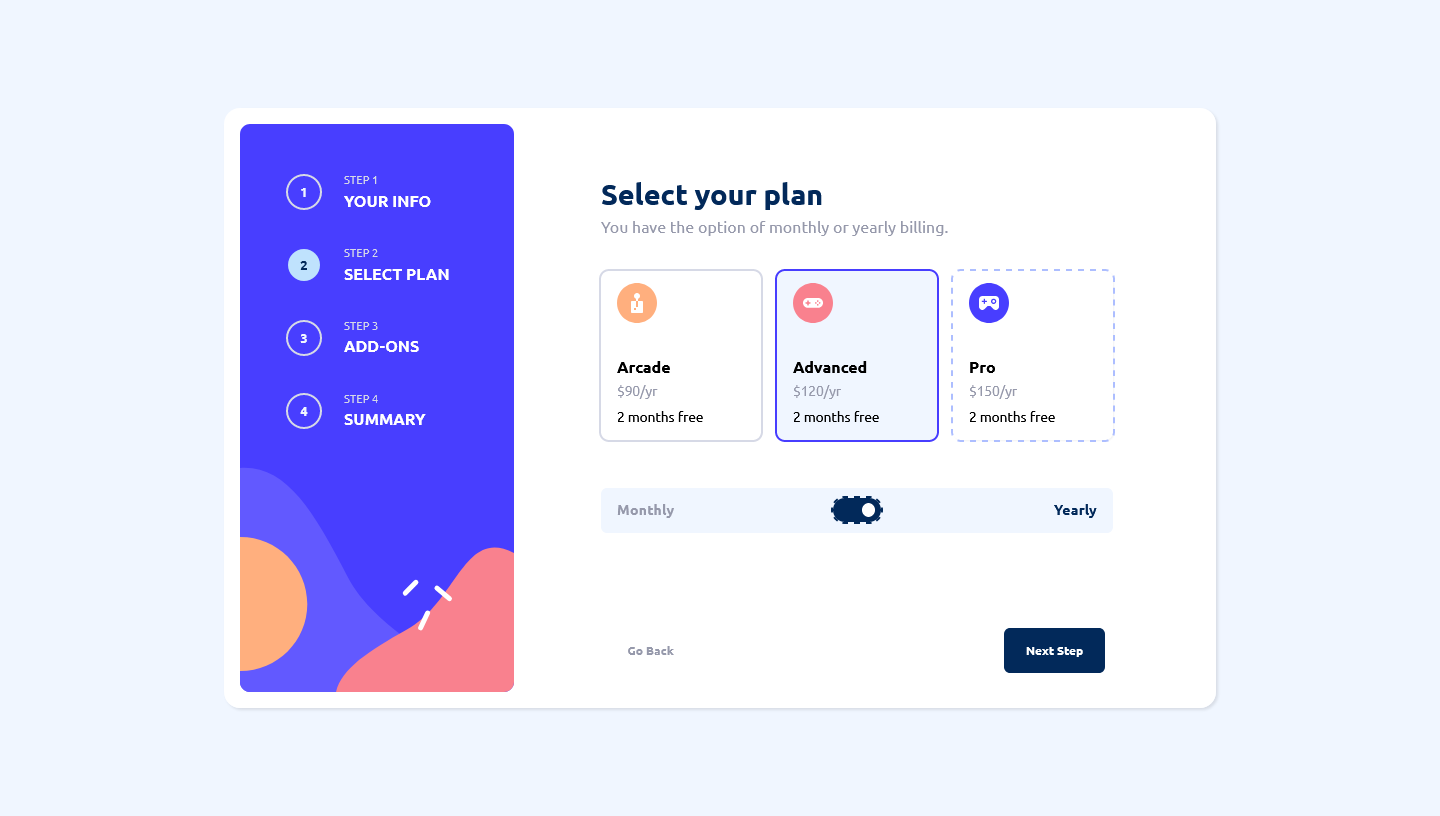 1
STEP 1
YOUR INFO
2
STEP 2
SELECT PLAN
3
STEP 3
ADD-ONS
4
STEP 4
SUMMARY
Select your plan
You have the option of monthly or yearly billing.
Arcade
$90/yr
2 months free
Advanced
$120/yr
2 months free
Pro
$150/yr
2 months free
Monthly
Yearly
Go Back
Next Step